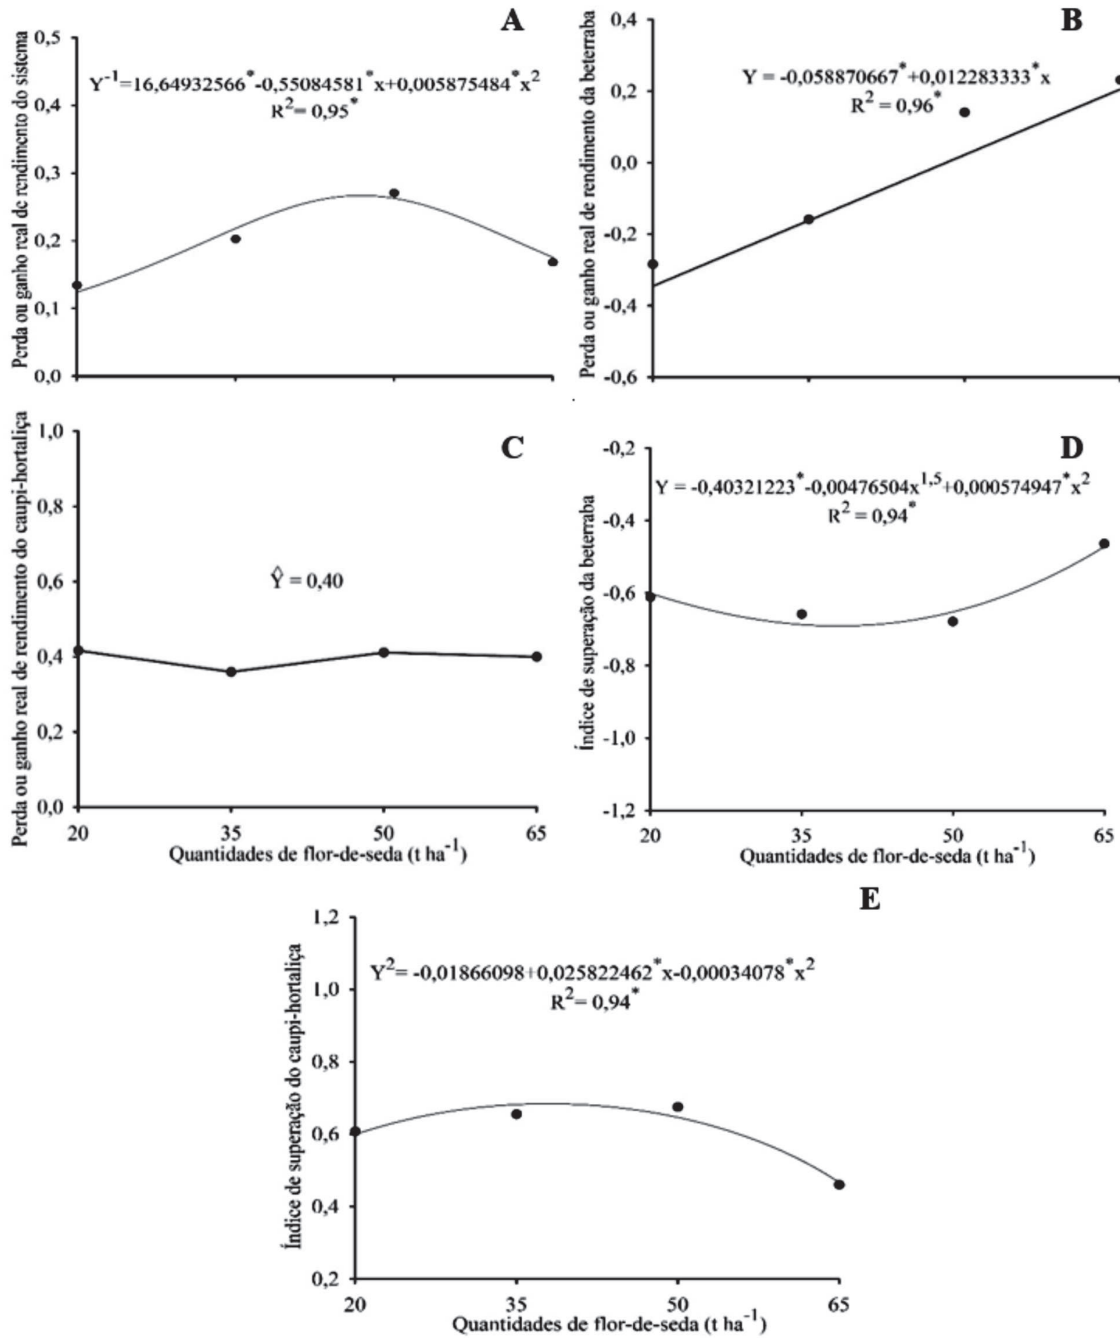 A
Perda ou ganho real de rendimento do sistema
0,5
0,4
0,3
0,2
0,1
0,0
Y⁻¹=16,64932566*-0,55084581*x+0,005875484*x²
R²= 0,95*
B
Perda ou ganho real de rendimento da beterraba
0,4
0,2
0,0
-0,2
-0,4
-0,6
Y = -0,058870667*+0,012283333*x
R² = 0,96*
C
Perda ou ganho real de rendimento do caupi-hortaliça
1,0
0,8
0,6
0,4
0,2
0,0
Ŷ = 0,40
20 35 50 65
Quantidades de flor-de-seda (t ha⁻¹)
D
Índice de superação da beterraba
-0,2
-0,4
-0,6
-0,8
-1,0
-1,2
Y = -0,40321223*-0,00476504x¹,⁵+0,000574947*x²
R² = 0,94*
20 35 50 65
Quantidades de flor-de-seda (t ha⁻¹)
E
Índice de superação do caupi-hortaliça
1,2
1,0
0,8
0,6
0,4
0,2
Y²= -0,01866098+0,025822462*x-0,00034078*x²
R²= 0,94*
20 35 50 65
Quantidades de flor-de-seda (t ha⁻¹)